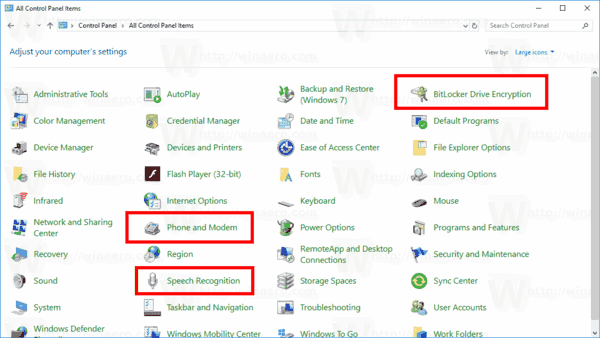 All Control Panel Items
Control Panel > All Control Panel Items
Search Control Panel
Adjust your computer's settings
View by: Large icons
Administrative Tools
AutoPlay
Backup and Restore
(Windows 7)
BitLocker Drive Encryption
Color Management
Credential Manager
Date and Time
Default Programs
Device Manager
Devices and Printers
Ease of Access Center
File Explorer Options
File History
Flash Player (32-bit)
Fonts
Indexing Options
Infrared
Internet Options
Keyboard
Mouse
Network and Sharing
Center
Phone and Modem
Power Options
Programs and Features
Recovery
Region
RemoteApp and Desktop
Connections
Security and Maintenance
Sound
Speech Recognition
Storage Spaces
Sync Center
System
Taskbar and Navigation
Troubleshooting
User Accounts
Windows Defender
Windows Mobility Center
Windows To Go
Work Folders